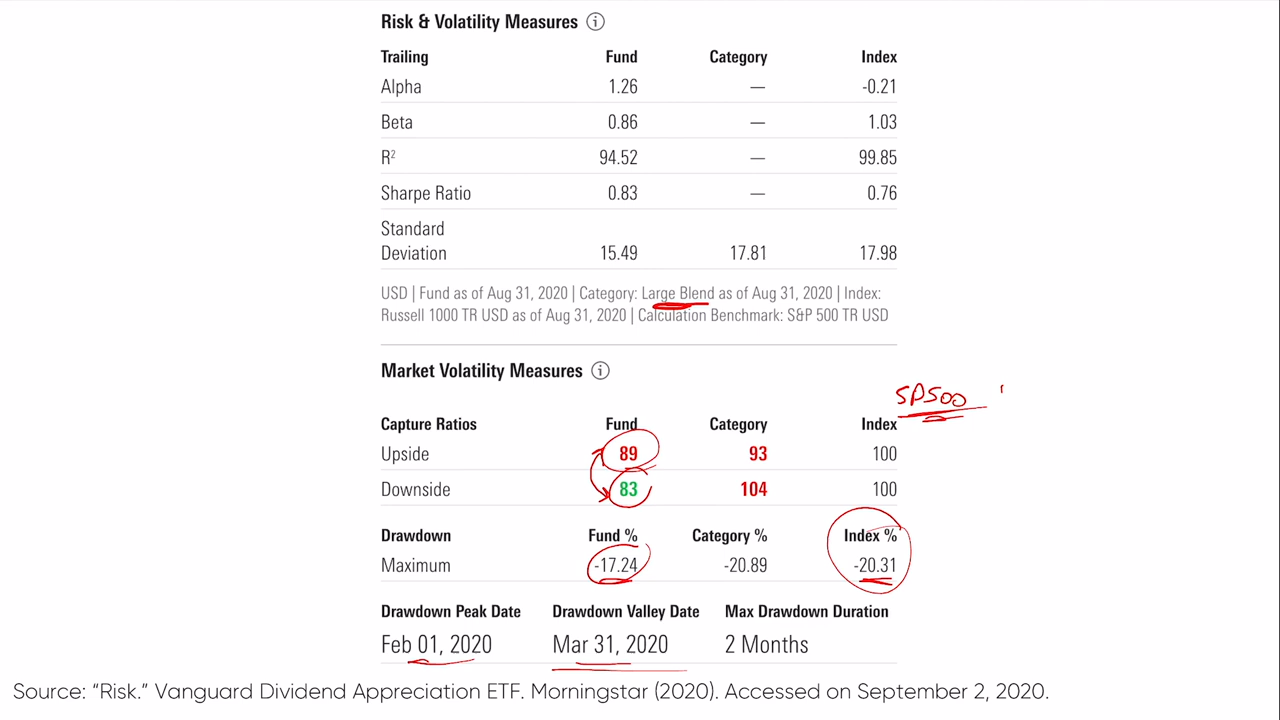 Risk & Volatility Measures ⓘ
Trailing Fund Category Index
Alpha 1.26 — -0.21
Beta 0.86 — 1.03
R² 94.52 — 99.85
Sharpe Ratio 0.83 — 0.76
Standard
Deviation 15.49 17.81 17.98
USD | Fund as of Aug 31, 2020 | Category: Large Blend as of Aug 31, 2020 | Index:
Russell 1000 TR USD as of Aug 31, 2020 | Calculation Benchmark: S&P 500 TR USD
Market Volatility Measures ⓘ
SP500
Capture Ratios Fund Category Index
Upside 89 93 100
Downside 83 104 100
Drawdown Fund % Category % Index %
Maximum -17.24 -20.89 -20.31
Drawdown Peak Date Drawdown Valley Date Max Drawdown Duration
Feb 01, 2020 Mar 31, 2020 2 Months
Source: “Risk.” Vanguard Dividend Appreciation ETF. Morningstar (2020). Accessed on September 2, 2020.